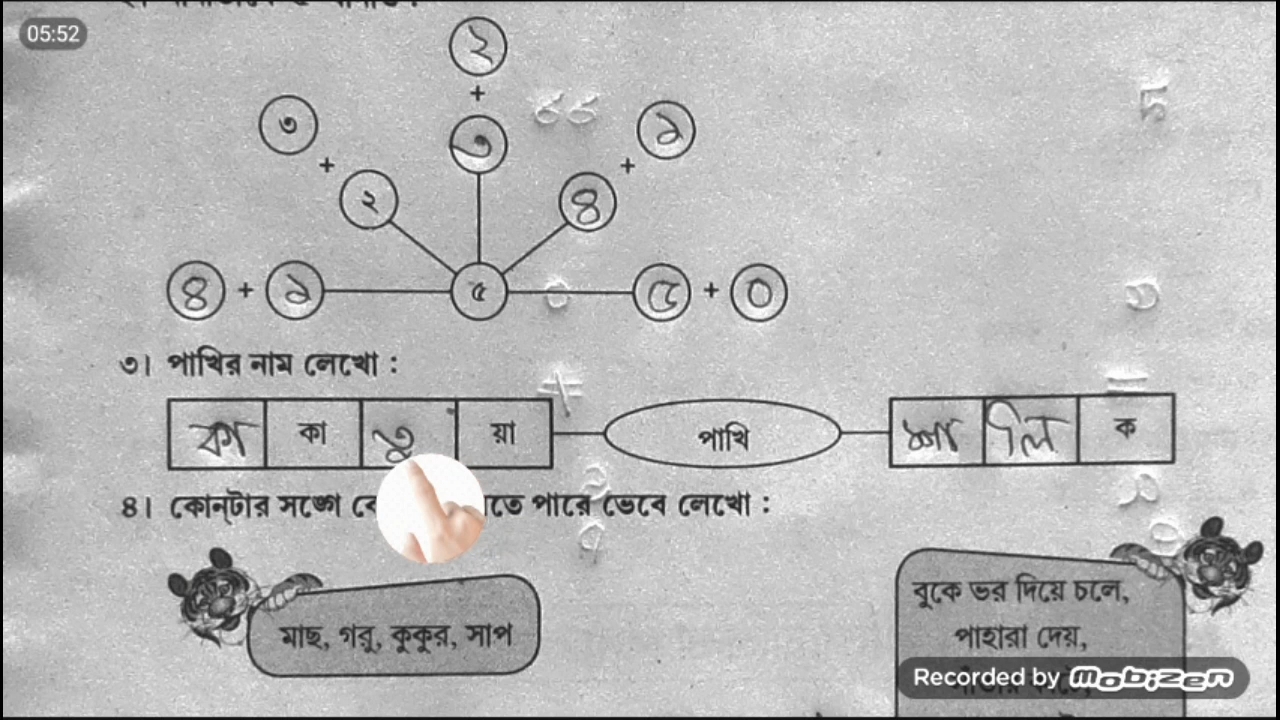 05:52
২
+
৩ + ২
৩
৪ + ১
৪ + ১
৫
৫ + ০
৩। পাখির নাম লেখো :
কা কা তু য়া পাখি শা লি ক
৪। কোন্‌টার সঙ্গে পারে ভেবে লেখো :
মাছ, গরু, কুকুর, সাপ
বুকে ভর দিয়ে চলে,
পাহারা দেয়,
Recorded by mobizen